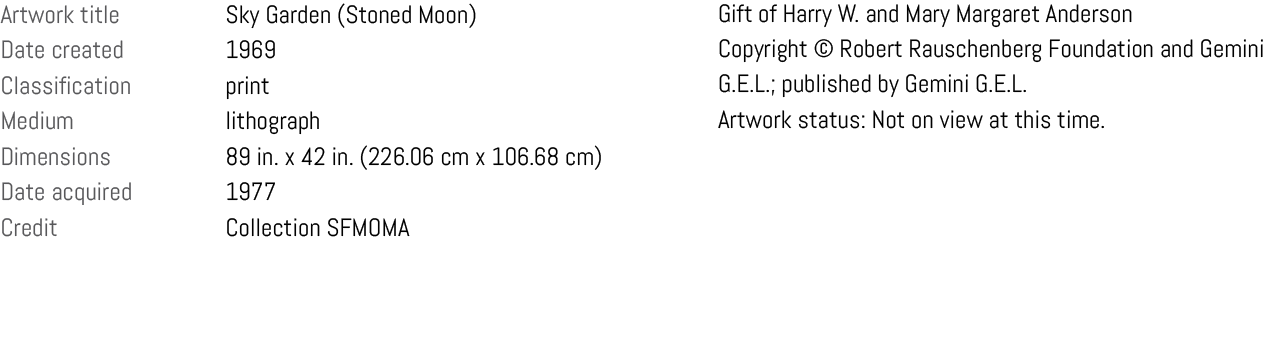 Artwork title Sky Garden (Stoned Moon)
Date created 1969
Classification print
Medium lithograph
Dimensions 89 in. x 42 in. (226.06 cm x 106.68 cm)
Date acquired 1977
Credit Collection SFMOMA
Gift of Harry W. and Mary Margaret Anderson
Copyright © Robert Rauschenberg Foundation and Gemini
G.E.L.; published by Gemini G.E.L.
Artwork status: Not on view at this time.